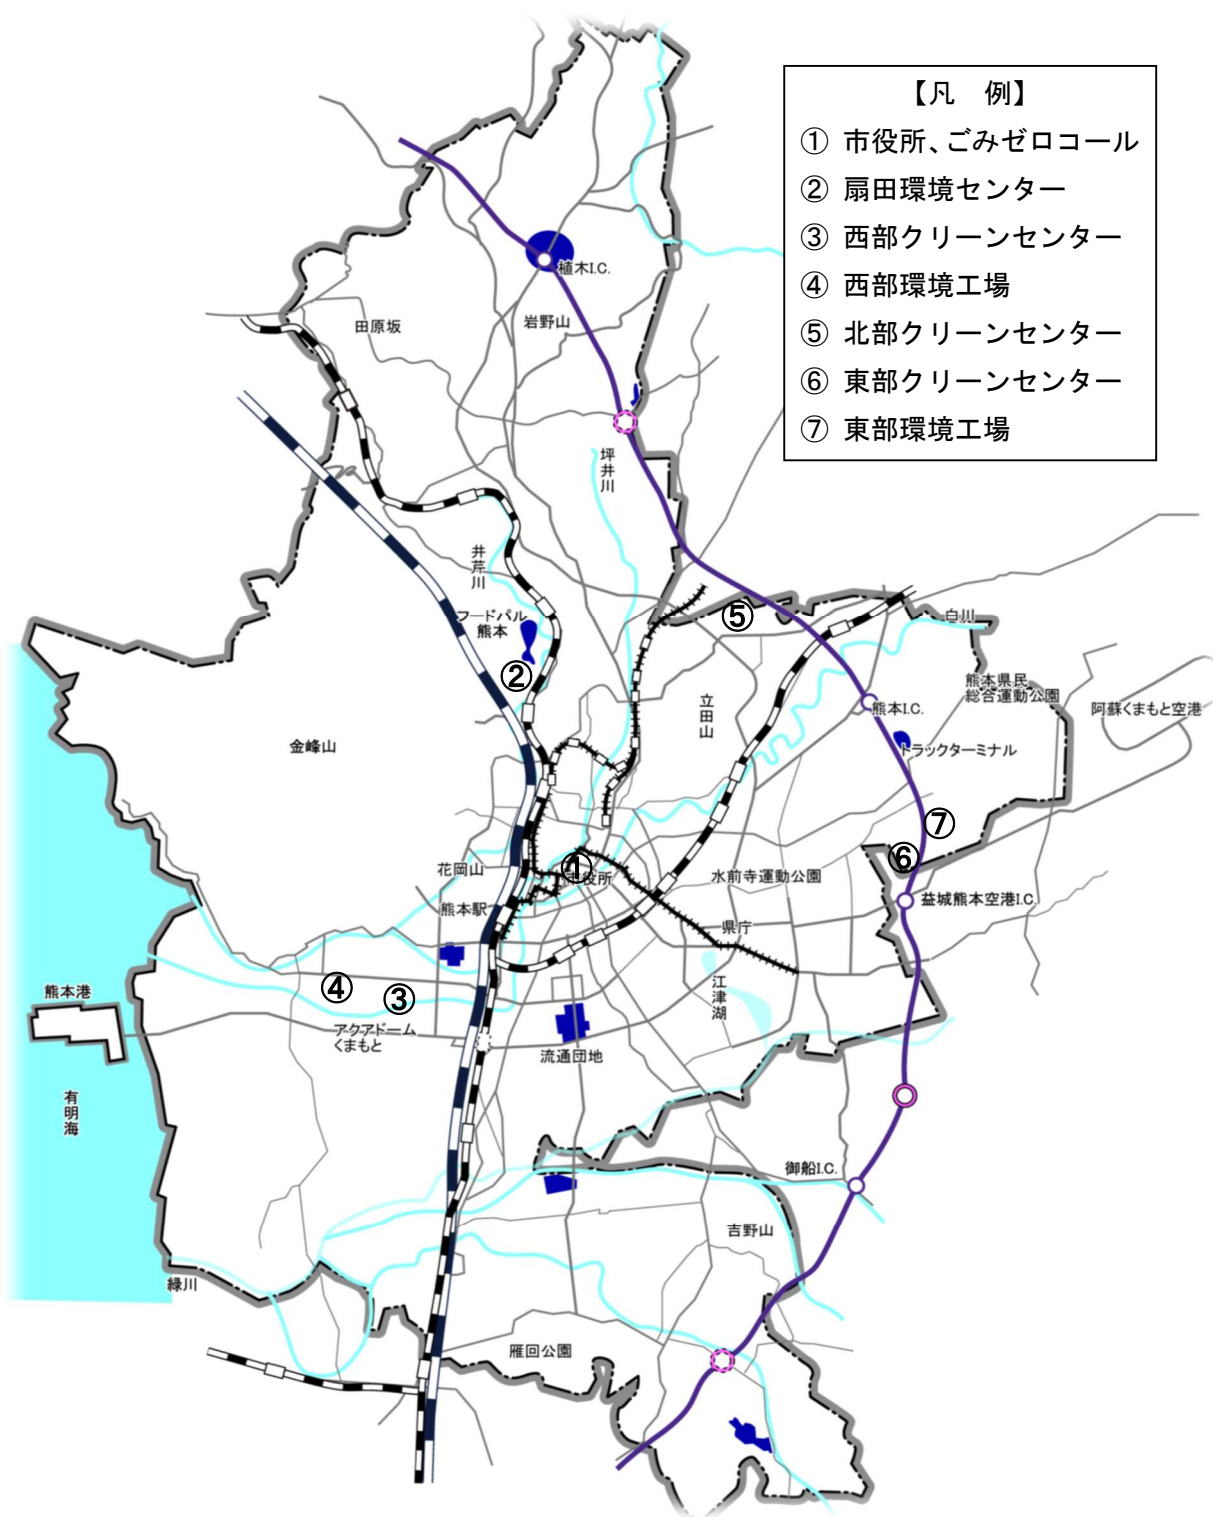 【凡　例】
① 市役所、ごみゼロコール
② 扇田環境センター
③ 西部クリーンセンター
④ 西部環境工場
⑤ 北部クリーンセンター
⑥ 東部クリーンセンター
⑦ 東部環境工場
植木I.C.
田原坂
岩野山
坪井川
井芹川
フードパル
熊本
②
⑤
白川
熊本県民
総合運動公園
立田山
熊本I.C.
阿蘇くまもと空港
金峰山
トラックターミナル
⑦
⑥
花岡山
①
市役所
水前寺運動公園
熊本駅
益城熊本空港I.C.
県庁
④
③
熊本港
江津湖
アクアドーム
くまもと
流通団地
有明海
御船I.C.
吉野山
緑川
雁回公園